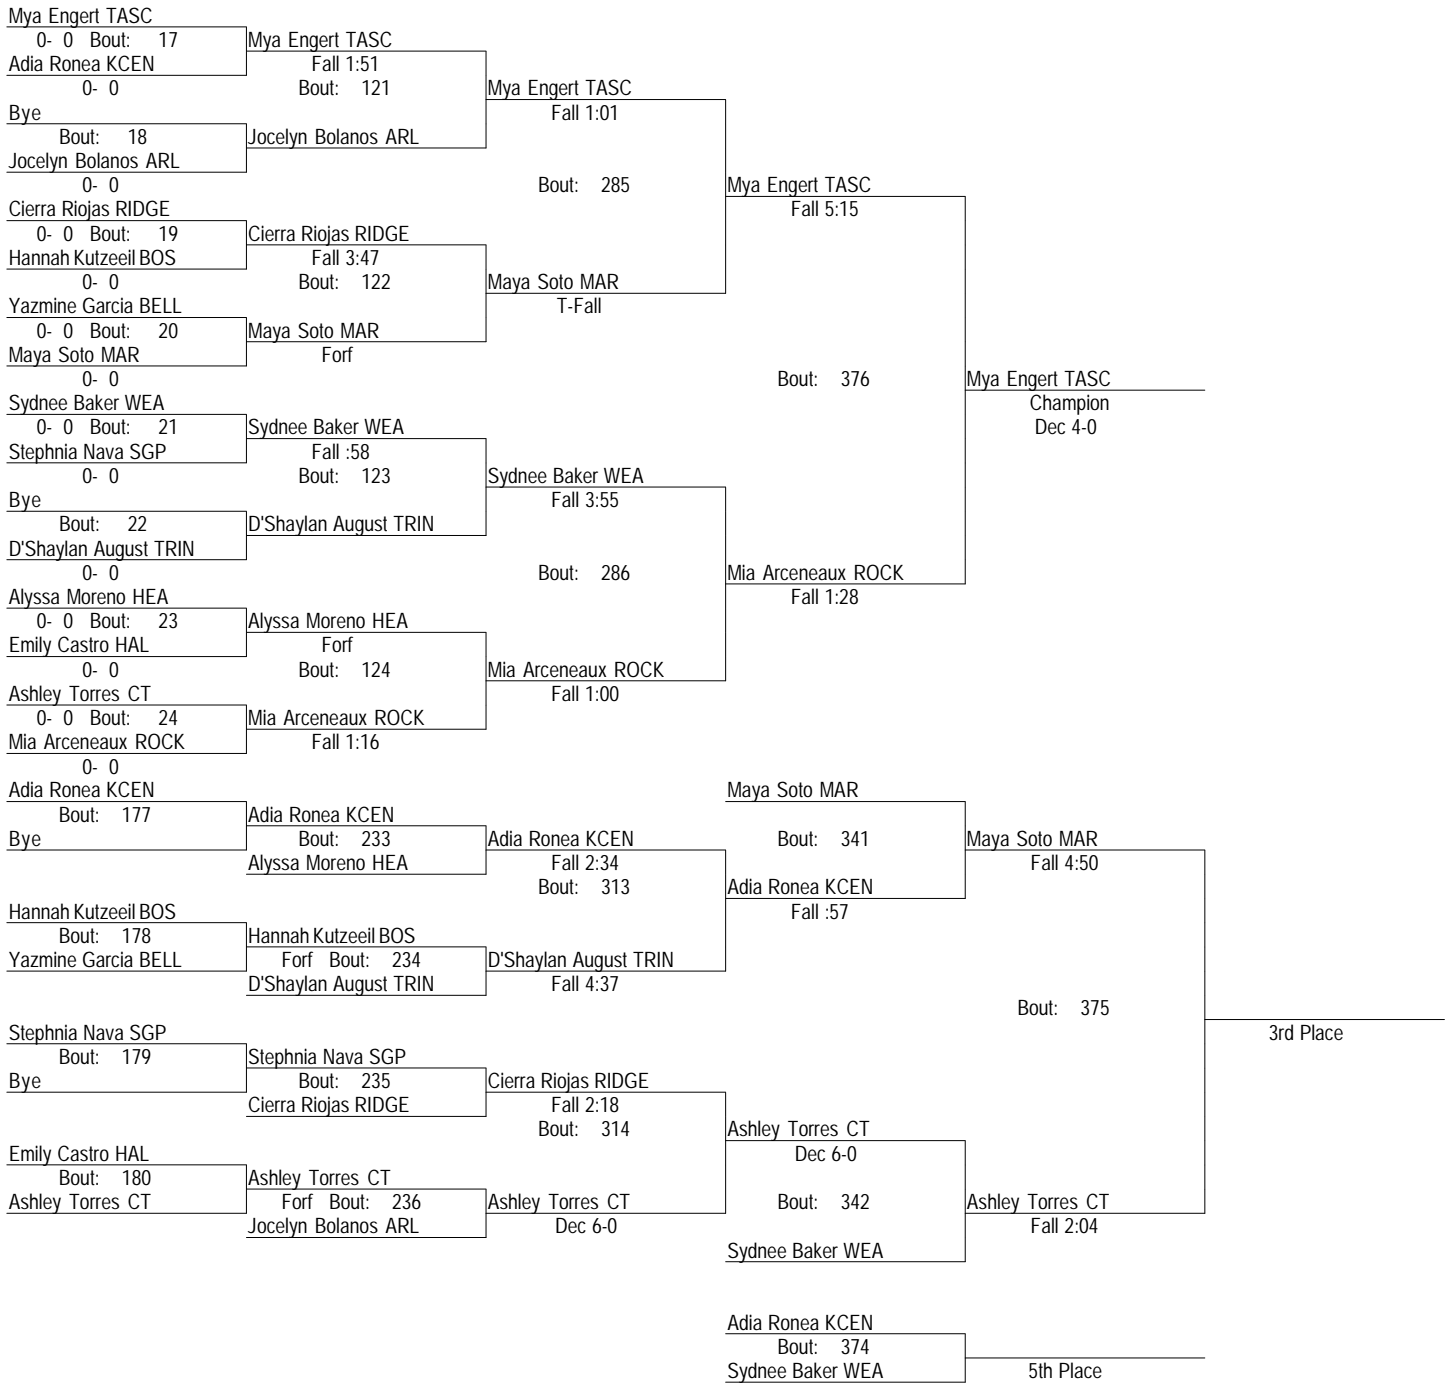 Mya Engert TASC
0- 0 Bout: 17 Mya Engert TASC
Adia Ronea KCEN Fall 1:51
0- 0 Bout: 121 Mya Engert TASC
Bye Fall 1:01
Bout: 18 Jocelyn Bolanos ARL
Jocelyn Bolanos ARL
0- 0 Bout: 285 Mya Engert TASC
Cierra Riojas RIDGE Fall 5:15
0- 0 Bout: 19 Cierra Riojas RIDGE
Hannah Kutzeeil BOS Fall 3:47
0- 0 Bout: 122 Maya Soto MAR
Yazmine Garcia BELL T-Fall
0- 0 Bout: 20 Maya Soto MAR
Maya Soto MAR Forf
0- 0 Bout: 376 Mya Engert TASC
Sydnee Baker WEA Champion
0- 0 Bout: 21 Sydnee Baker WEA Dec 4-0
Stephnia Nava SGP Fall :58
0- 0 Bout: 123 Sydnee Baker WEA
Bye Fall 3:55
Bout: 22 D'Shaylan August TRIN
D'Shaylan August TRIN
0- 0 Bout: 286 Mia Arceneaux ROCK
Alyssa Moreno HEA Fall 1:28
0- 0 Bout: 23 Alyssa Moreno HEA
Emily Castro HAL Forf
0- 0 Bout: 124 Mia Arceneaux ROCK
Ashley Torres CT Fall 1:00
0- 0 Bout: 24 Mia Arceneaux ROCK
Mia Arceneaux ROCK Fall 1:16
0- 0
Adia Ronea KCEN Maya Soto MAR
Bout: 177 Adia Ronea KCEN
Bye Bout: 233 Adia Ronea KCEN Bout: 341 Maya Soto MAR
Alyssa Moreno HEA Fall 2:34 Fall 4:50
Bout: 313 Adia Ronea KCEN
Hannah Kutzeeil BOS Fall :57
Bout: 178 Hannah Kutzeeil BOS
Yazmine Garcia BELL Forf Bout: 234 D'Shaylan August TRIN
D'Shaylan August TRIN Fall 4:37
Bout: 375
Stephnia Nava SGP 3rd Place
Bout: 179 Stephnia Nava SGP
Bye Bout: 235 Cierra Riojas RIDGE
Cierra Riojas RIDGE Fall 2:18
Bout: 314 Ashley Torres CT
Emily Castro HAL Dec 6-0
Bout: 180 Ashley Torres CT
Ashley Torres CT Forf Bout: 236 Ashley Torres CT Bout: 342 Ashley Torres CT
Jocelyn Bolanos ARL Dec 6-0 Fall 2:04
Sydnee Baker WEA
Adia Ronea KCEN
Bout: 374
Sydnee Baker WEA 5th Place